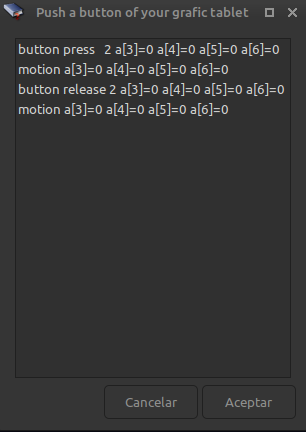 Push a button of your grafic tablet
button press  2 a[3]=0 a[4]=0 a[5]=0 a[6]=0
motion a[3]=0 a[4]=0 a[5]=0 a[6]=0
button release 2 a[3]=0 a[4]=0 a[5]=0 a[6]=0
motion a[3]=0 a[4]=0 a[5]=0 a[6]=0
Cancelar Aceptar